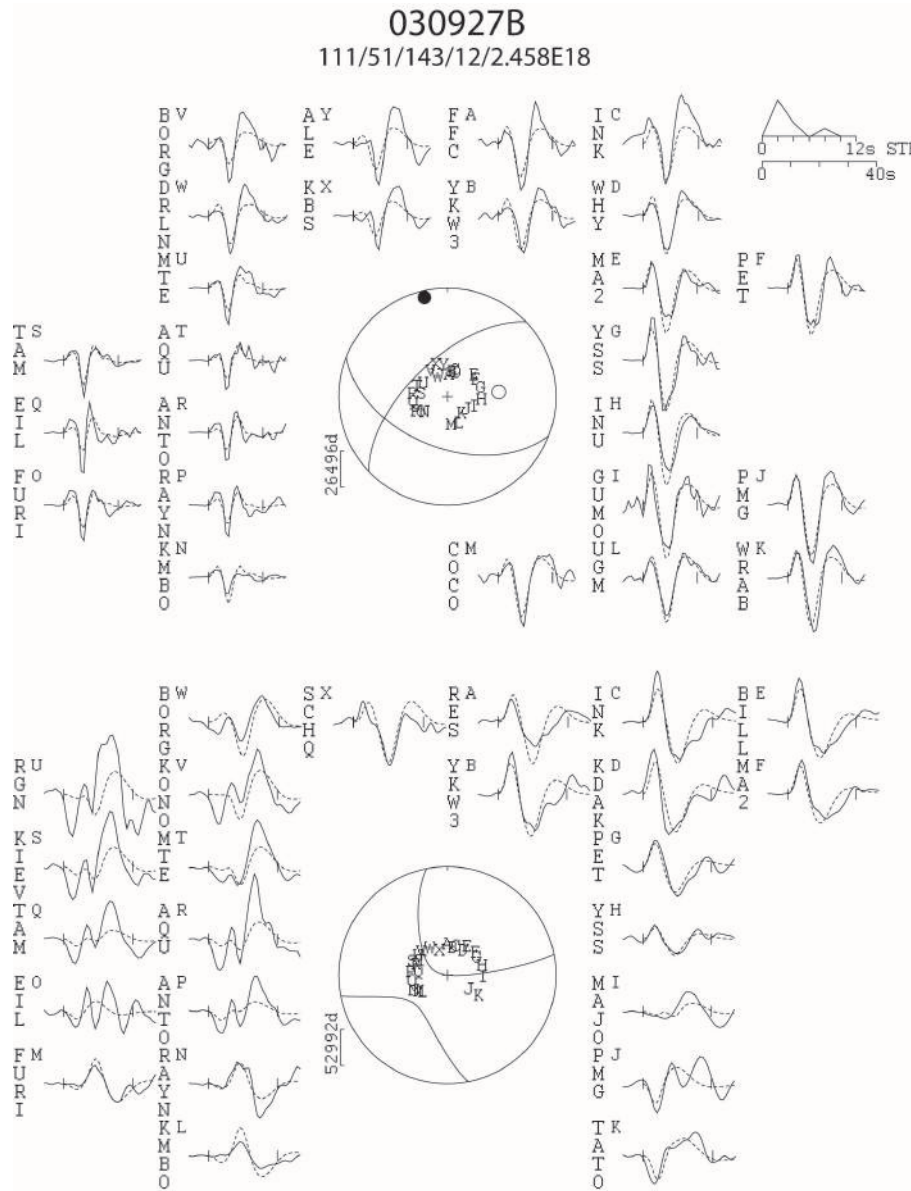 030927B
111/51/143/12/2.458E18
BORG V
ALE Y
FFC A
INK C
0 12s
0 40s
DRLN W
KBS X
YKW3 B
WHY D
MTE U
MA2 E
PET F
TAM S
AQU T
YSS G
EIL Q
ANTO R
INU H
26496d
FURI O
RAYN P
GUMO I
PMG J
KMBO N
COCO M
UGM L
WRAB K
BORG W
SCHQ X
RES A
INK C
BILL E
RGN U
KONO V
YKW3 B
KDAK D
MA2 F
KIEV S
MTE T
PET G
TAM Q
AQU R
YSS H
EIL O
ANTO P
MAJO I
52992d
FURI M
RAYN N
PMG J
KMBO L
TATO K